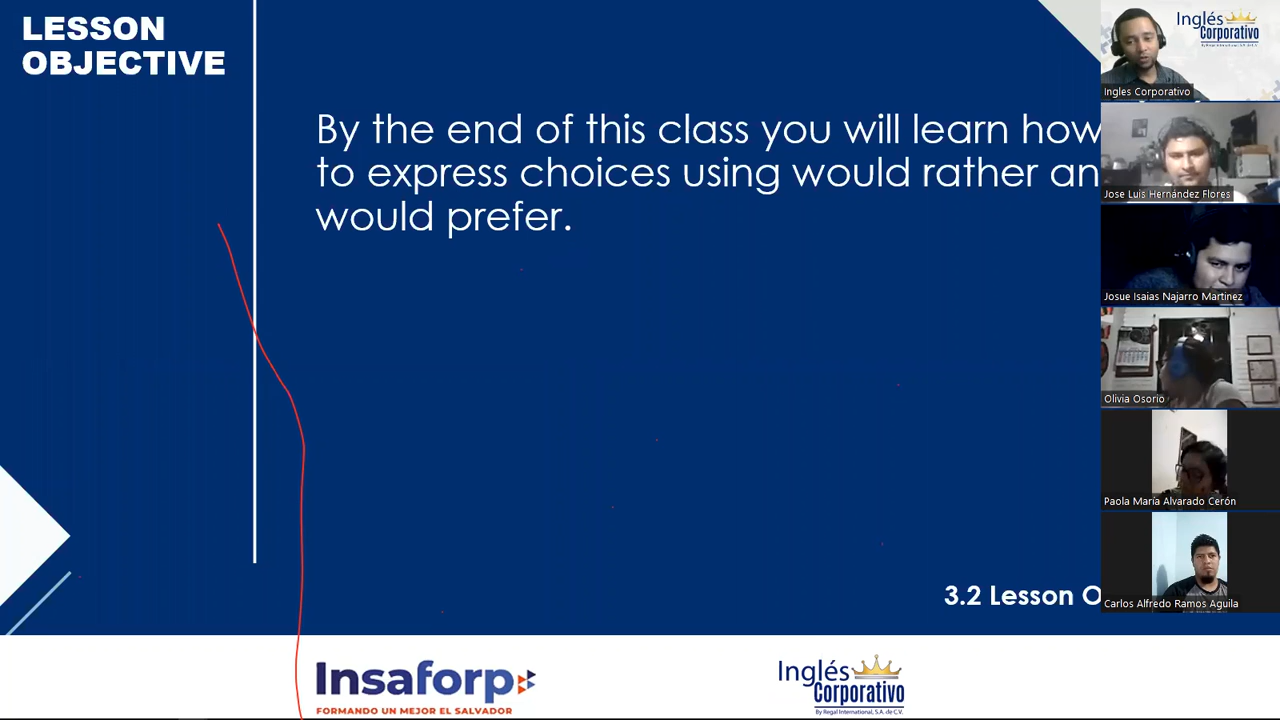 LESSON
OBJECTIVE
By the end of this class you will learn how
to express choices using would rather an
would prefer.
3.2 Lesson O
Insaforp
FORMANDO UN MEJOR EL SALVADOR
Inglés
Corporativo
By Regal International, S.A. de C.V.
Inglés
Corporativo
Ingles Corporativo
Jose Luis Hernández Flores
Josue Isaias Najarro Martinez
Olivia Osorio
Paola María Alvarado Cerón
Carlos Alfredo Ramos Aguila